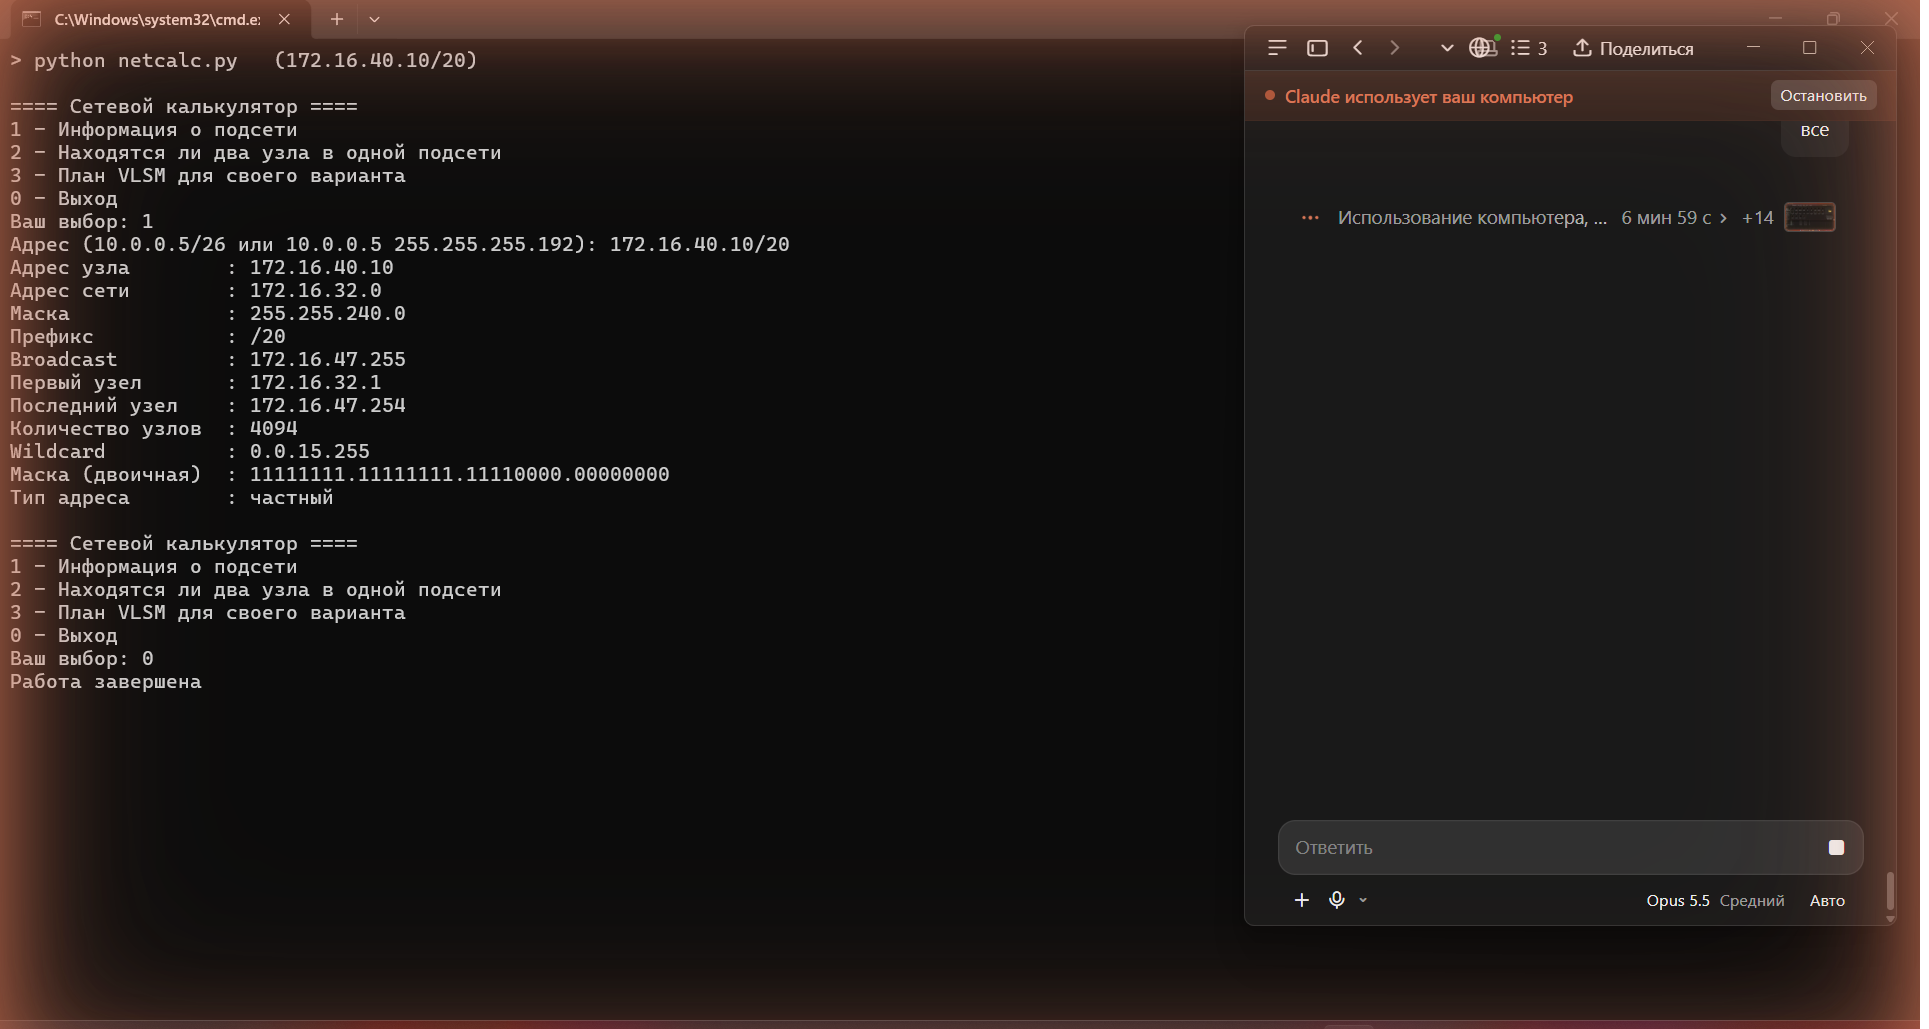 C:\Windows\system32\cmd.e
> python netcalc.py   (172.16.40.10/20)
==== Сетевой калькулятор ====
1 - Информация о подсети
2 - Находятся ли два узла в одной подсети
3 - План VLSM для своего варианта
0 - Выход
Ваш выбор: 1
Адрес (10.0.0.5/26 или 10.0.0.5 255.255.255.192): 172.16.40.10/20
Адрес узла        : 172.16.40.10
Адрес сети        : 172.16.32.0
Маска             : 255.255.240.0
Префикс           : /20
Broadcast         : 172.16.47.255
Первый узел       : 172.16.32.1
Последний узел    : 172.16.47.254
Количество узлов  : 4094
Wildcard          : 0.0.15.255
Маска (двоичная)  : 11111111.11111111.11110000.00000000
Тип адреса        : частный
==== Сетевой калькулятор ====
1 - Информация о подсети
2 - Находятся ли два узла в одной подсети
3 - План VLSM для своего варианта
0 - Выход
Ваш выбор: 0
Работа завершена
3 Поделиться
Claude использует ваш компьютер Остановить
все
Использование компьютера, ... 6 мин 59 с > +14
Ответить
Opus 5.5 Средний Авто